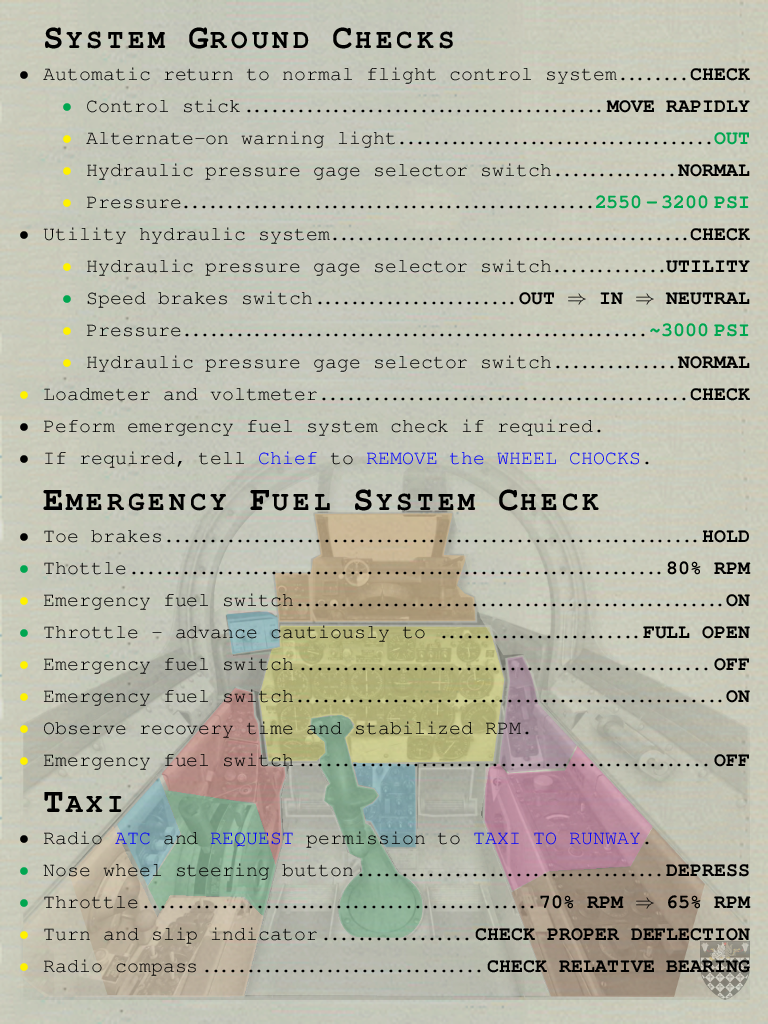 SYSTEM GROUND CHECKS
• Automatic return to normal flight control system........CHECK
• Control stick......................................MOVE RAPIDLY
• Alternate-on warning light.................................OUT
• Hydraulic pressure gage selector switch.............NORMAL
• Pressure...........................................2550-3200 PSI
• Utility hydraulic system.....................................CHECK
• Hydraulic pressure gage selector switch............UTILITY
• Speed brakes switch.....................OUT ⇒ IN ⇒ NEUTRAL
• Pressure................................................~3000 PSI
• Hydraulic pressure gage selector switch.............NORMAL
• Loadmeter and voltmeter......................................CHECK
• Peform emergency fuel system check if required.
• If required, tell Chief to REMOVE the WHEEL CHOCKS.
EMERGENCY FUEL SYSTEM CHECK
• Toe brakes........................................................HOLD
• Thottle........................................................80% RPM
• Emergency fuel switch.............................................ON
• Throttle - advance cautiously to .....................FULL OPEN
• Emergency fuel switch...........................................OFF
• Emergency fuel switch.............................................ON
• Observe recovery time and stabilized RPM.
• Emergency fuel switch...........................................OFF
TAXI
• Radio ATC and REQUEST permission to TAXI TO RUNWAY.
• Nose wheel steering button................................DEPRESS
• Throttle.........................................70% RPM ⇒ 65% RPM
• Turn and slip indicator................CHECK PROPER DEFLECTION
• Radio compass.............................CHECK RELATIVE BEARING